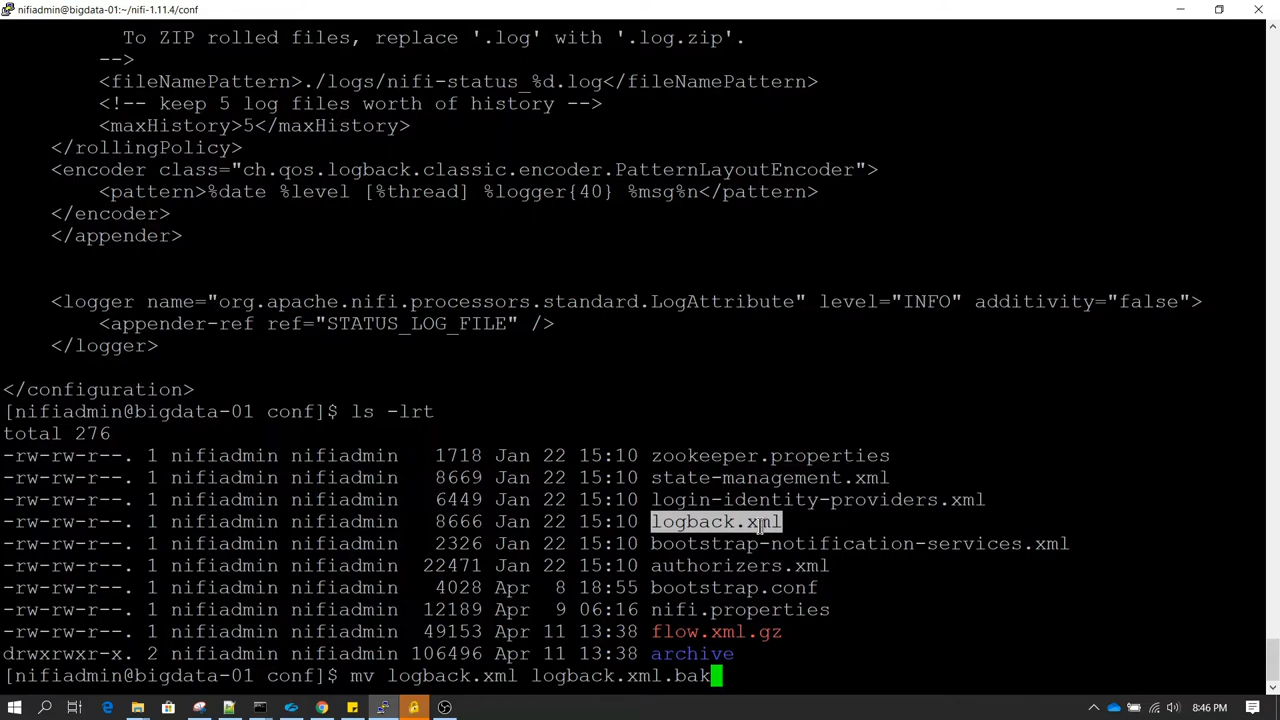 nifiadmin@bigdata-01:~/nifi-1.11.4/conf
To ZIP rolled files, replace '.log' with '.log.zip'.
-->
<fileNamePattern>./logs/nifi-status_%d.log</fileNamePattern>
<!-- keep 5 log files worth of history -->
<maxHistory>5</maxHistory>
</rollingPolicy>
<encoder class="ch.qos.logback.classic.encoder.PatternLayoutEncoder">
<pattern>%date %level [%thread] %logger{40} %msg%n</pattern>
</encoder>
</appender>
<logger name="org.apache.nifi.processors.standard.LogAttribute" level="INFO" additivity="false">
<appender-ref ref="STATUS_LOG_FILE" />
</logger>
</configuration>
[nifiadmin@bigdata-01 conf]$ ls -lrt
total 276
-rw-rw-r--. 1 nifiadmin nifiadmin 1718 Jan 22 15:10 zookeeper.properties
-rw-rw-r--. 1 nifiadmin nifiadmin 8669 Jan 22 15:10 state-management.xml
-rw-rw-r--. 1 nifiadmin nifiadmin 6449 Jan 22 15:10 login-identity-providers.xml
-rw-rw-r--. 1 nifiadmin nifiadmin 8666 Jan 22 15:10 logback.xml
-rw-rw-r--. 1 nifiadmin nifiadmin 2326 Jan 22 15:10 bootstrap-notification-services.xml
-rw-rw-r--. 1 nifiadmin nifiadmin 22471 Jan 22 15:10 authorizers.xml
-rw-rw-r--. 1 nifiadmin nifiadmin 4028 Apr 8 18:55 bootstrap.conf
-rw-rw-r--. 1 nifiadmin nifiadmin 12189 Apr 9 06:16 nifi.properties
-rw-rw-r--. 1 nifiadmin nifiadmin 49153 Apr 11 13:38 flow.xml.gz
drwxrwxr-x. 2 nifiadmin nifiadmin 106496 Apr 11 13:38 archive
[nifiadmin@bigdata-01 conf]$ mv logback.xml logback.xml.bak
8:46 PM